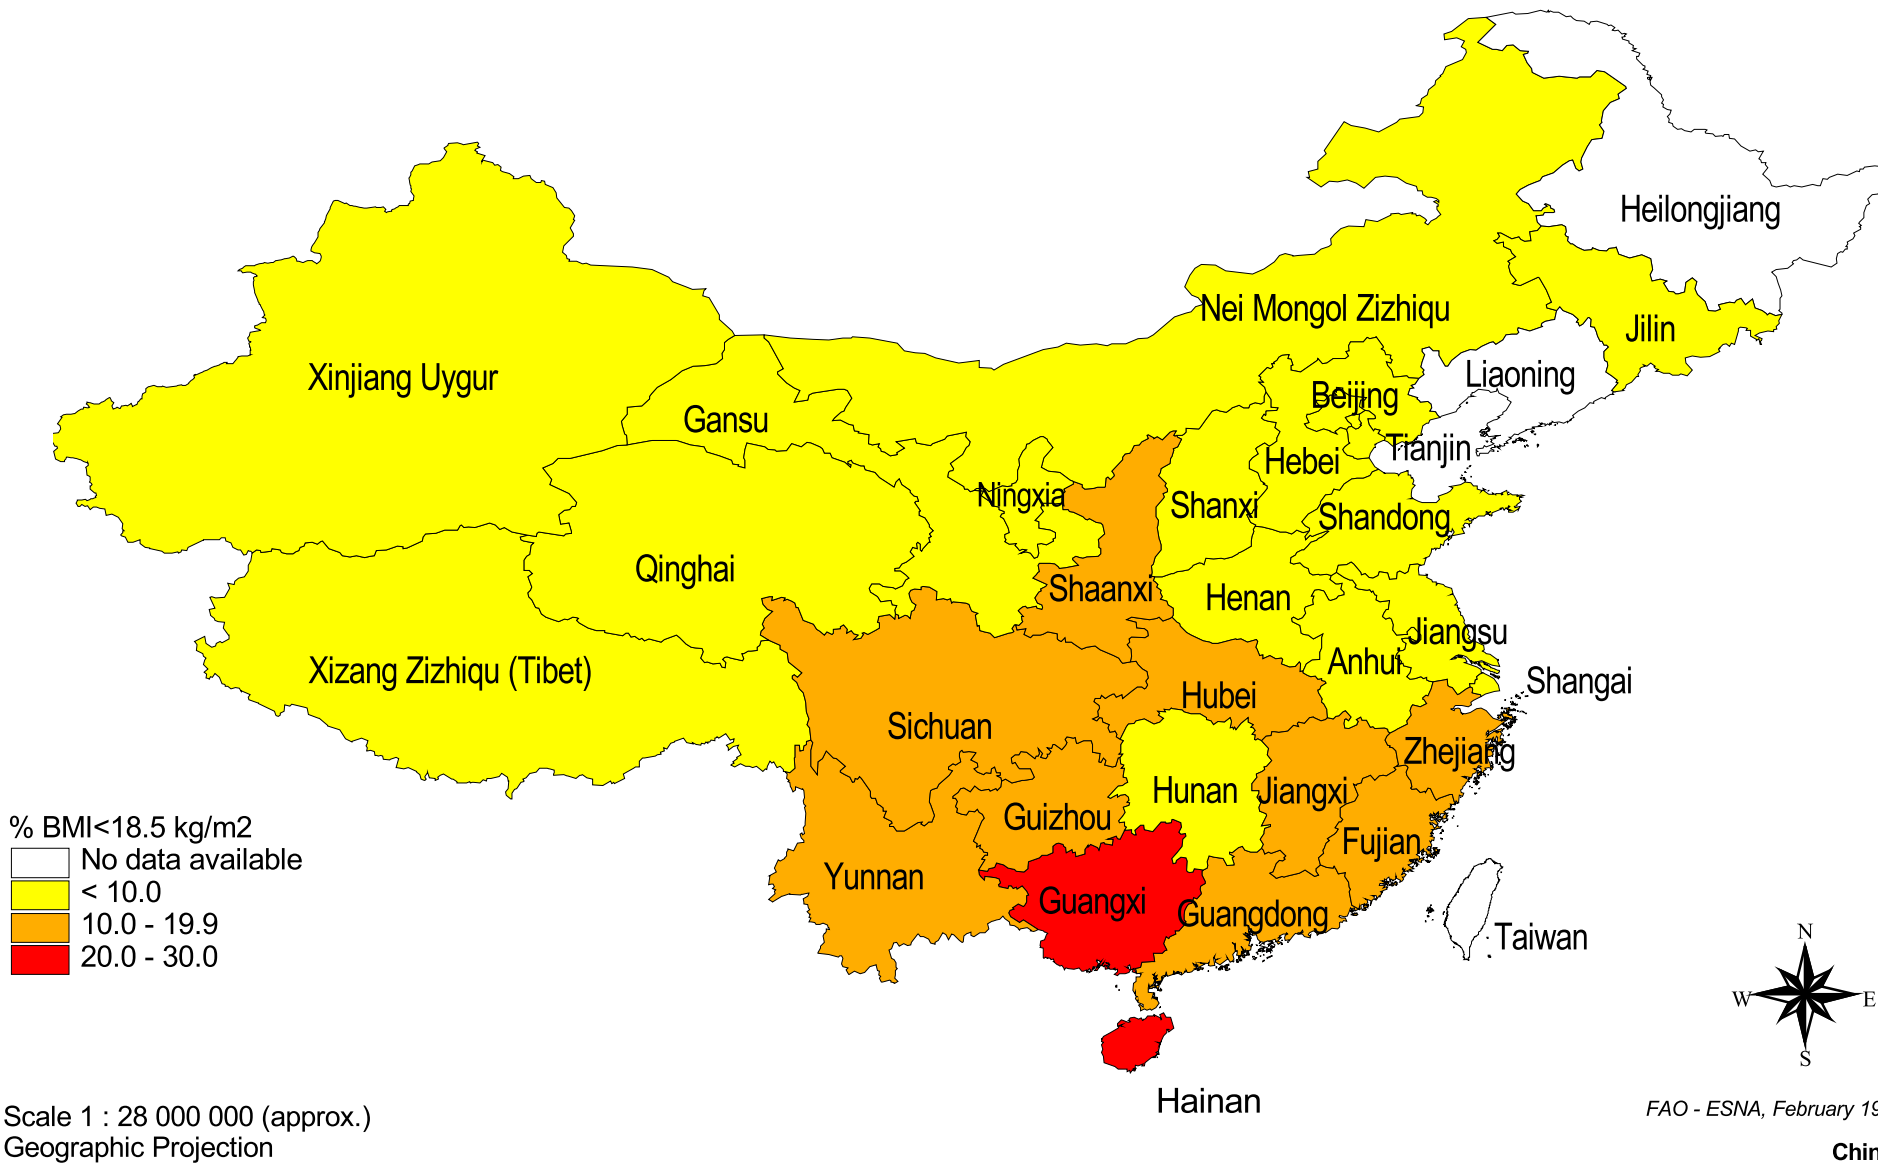 Heilongjiang
Nei Mongol Zizhiqu
Jilin
Xinjiang Uygur
Liaoning
Beijing
Gansu
Tianjin
Hebei
Ningxia
Shanxi
Shandong
Qinghai
Shaanxi
Henan
Jiangsu
Anhui
Xizang Zizhiqu (Tibet)
Shangai
Hubei
Sichuan
Zhejiang
Hunan
Jiangxi
Guizhou
Fujian
Yunnan
Guangxi
Guangdong
Taiwan
Hainan
% BMI<18.5 kg/m2
No data available
< 10.0
10.0 - 19.9
20.0 - 30.0
N
W
E
S
Scale 1 : 28 000 000 (approx.)
Geographic Projection
FAO - ESNA, February 19
Chin